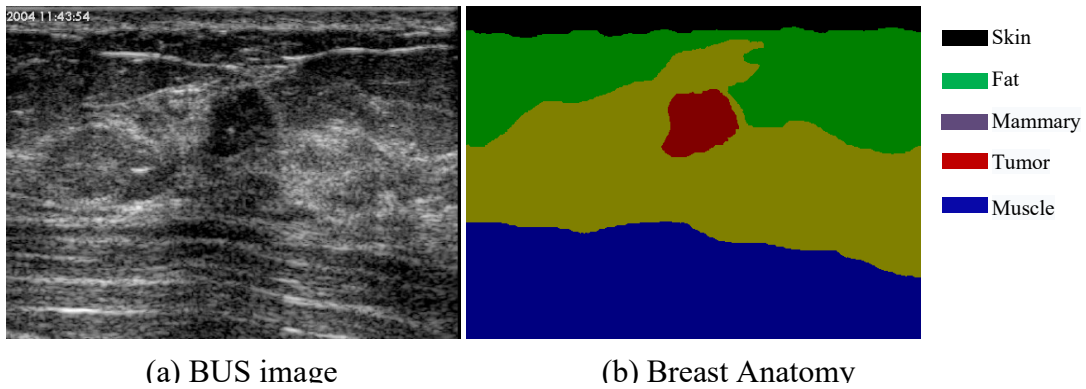 2004 11:43:54
Skin
Fat
Mammary
Tumor
Muscle
(a) BUS image
(b) Breast Anatomy